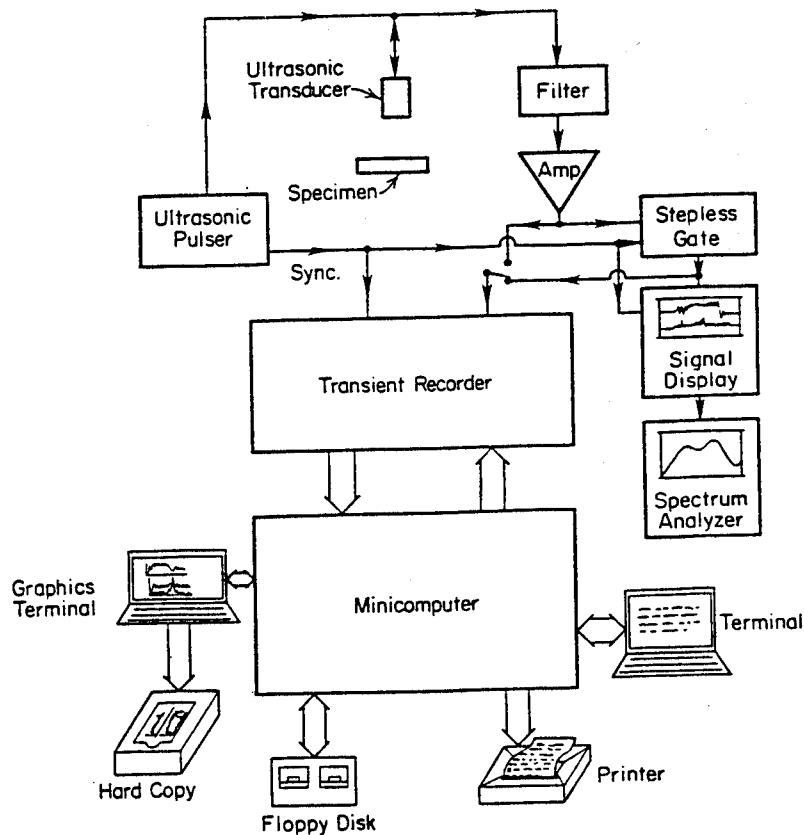 Ultrasonic
Transducer
Filter
Amp.
Specimen
Ultrasonic
Pulser
Stepless
Gate
Sync.
Signal
Display
Transient Recorder
Spectrum
Analyzer
Graphics
Terminal
Minicomputer
Terminal
Hard Copy
Floppy Disk
Printer